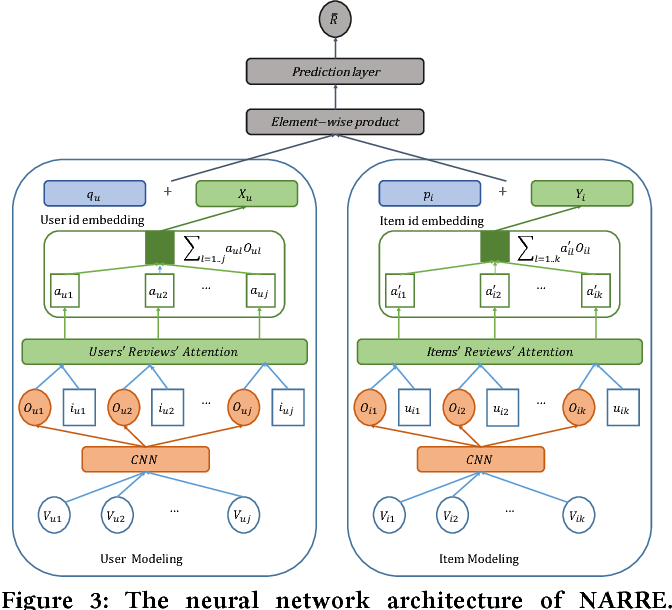 R̄
Prediction layer
Element−wise product
q_u + X_u
User id embedding
∑_{l=1..j} a_{ul}O_{ul}
a_{u1} a_{u2} ... a_{uj}
Users' Reviews' Attention
O_{u1} i_{u1} O_{u2} i_{u2} ... O_{uj} i_{uj}
CNN
V_{u1} V_{u2} ... V_{uj}
User Modeling
p_i + Y_i
Item id embedding
∑_{l=1..k} a'_{il}O_{il}
a'_{i1} a'_{i2} ... a'_{ik}
Items' Reviews' Attention
O_{i1} u_{i1} O_{i2} u_{i2} ... O_{ik} u_{ik}
CNN
V_{i1} V_{i2} ... V_{ik}
Item Modeling
Figure 3: The neural network architecture of NARRE.